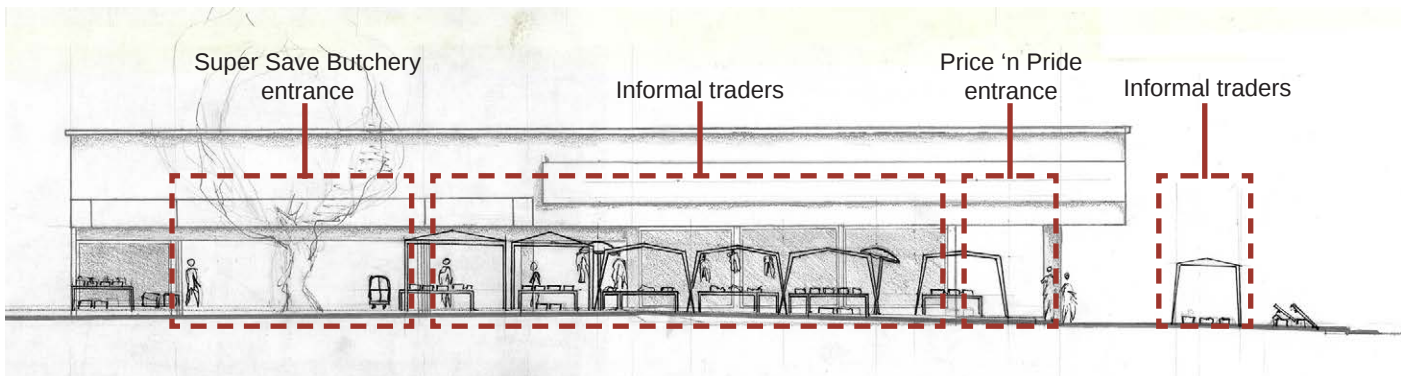 Super Save Butchery
entrance
Informal traders
Price ‘n Pride
entrance
Informal traders